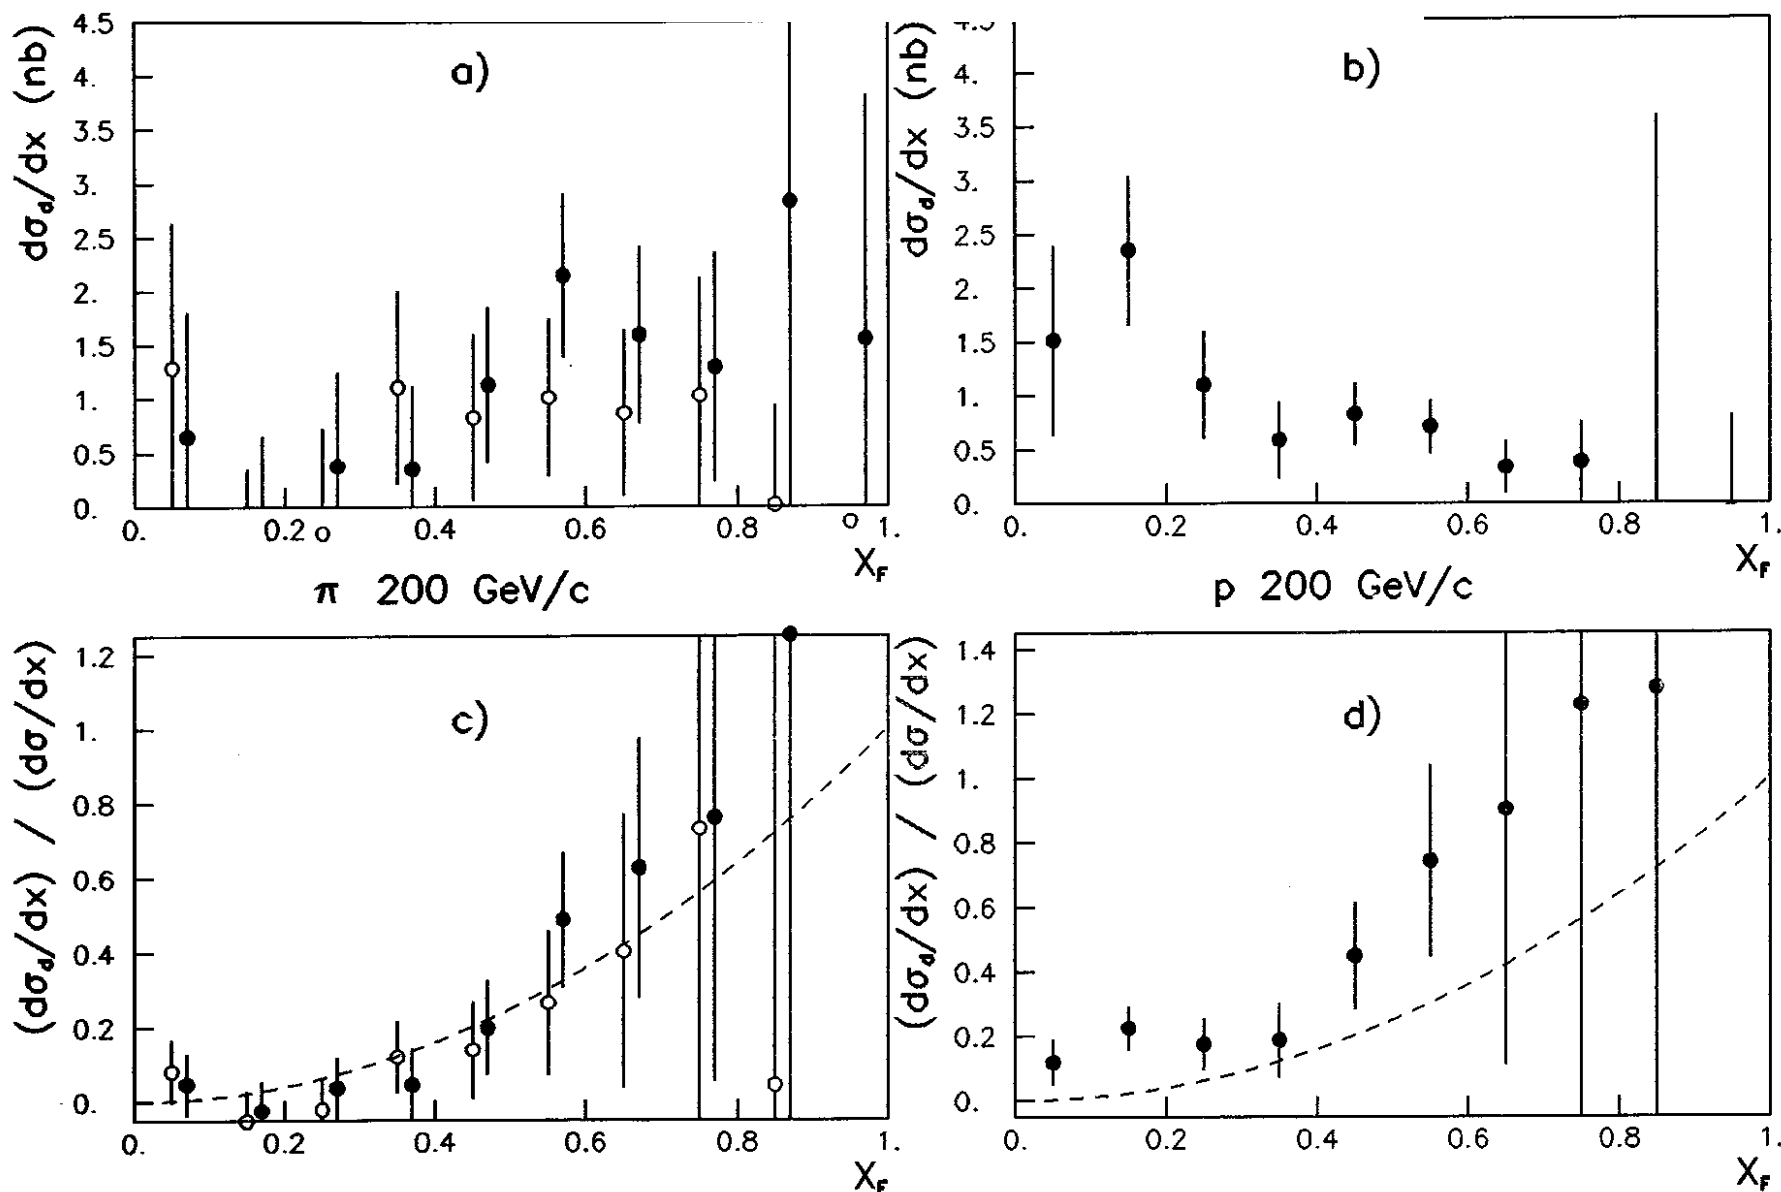 a)
dσd/dx (nb)
4.5
4.
3.5
3.
2.5
2.
1.5
1.
0.5
0.
0. 0.2 0.4 0.6 0.8 1.
XF
π 200 GeV/c
b)
dσd/dx (nb)
4.5
4.
3.5
3.
2.5
2.
1.5
1.
0.5
0.
0. 0.2 0.4 0.6 0.8 1.
XF
p 200 GeV/c
c)
(dσd/dx) / (dσ/dx)
1.2
1.
0.8
0.6
0.4
0.2
0.
0. 0.2 0.4 0.6 0.8 1.
XF
d)
(dσd/dx) / (dσ/dx)
1.4
1.2
1.
0.8
0.6
0.4
0.2
0.
0. 0.2 0.4 0.6 0.8 1.
XF